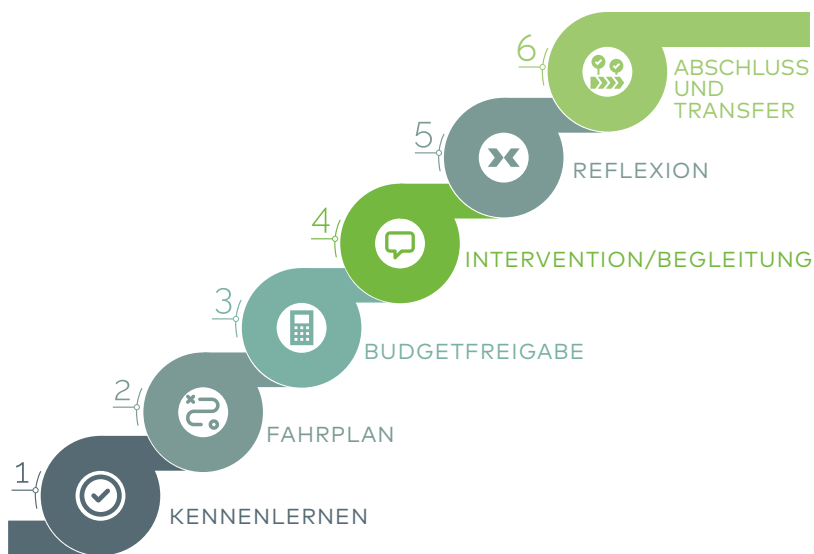 6
ABSCHLUSS
UND
TRANSFER
5
REFLEXION
4
INTERVENTION/BEGLEITUNG
3
BUDGETFREIGABE
2
FAHRPLAN
1
KENNENLERNEN